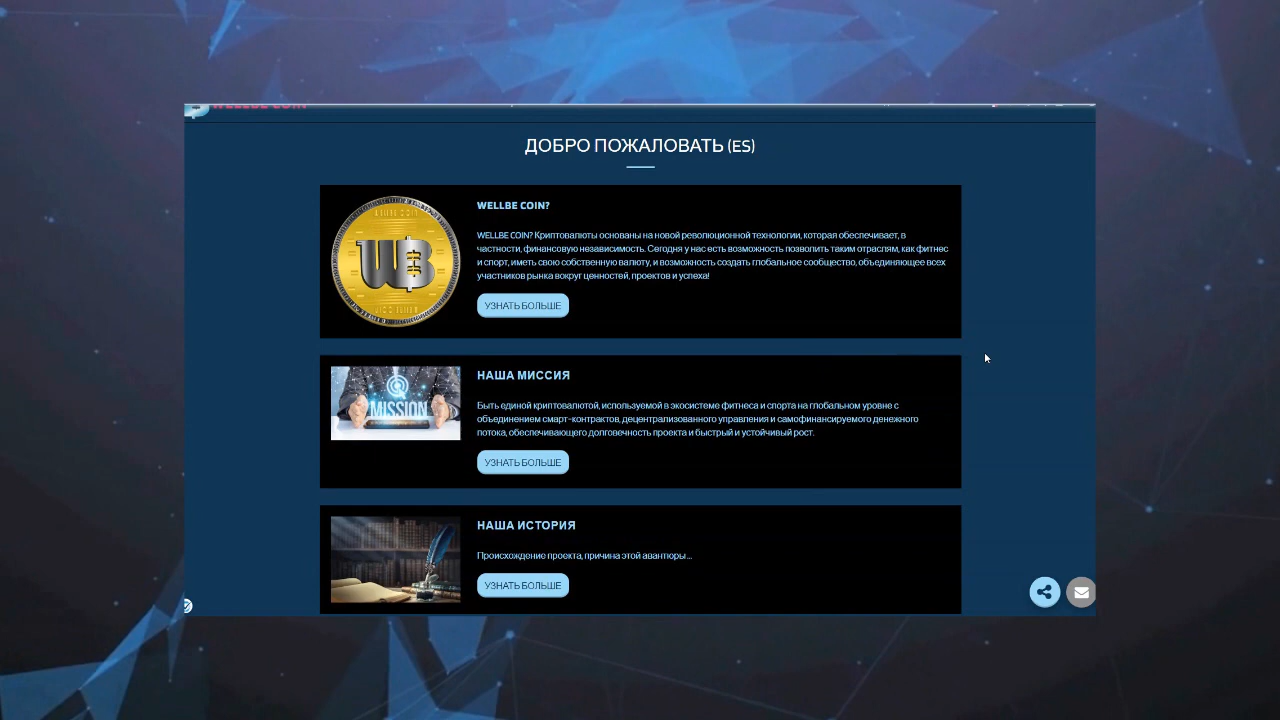 ДОБРО ПОЖАЛОВАТЬ (ES)
WELLBE COIN?
WELLBE COIN? Криптовалюты основаны на новой революционной технологии, которая обеспечивает, в
частности, финансовую независимость. Сегодня у нас есть возможность позволить таким отраслям, как фитнес
и спорт, иметь свою собственную валюту, и возможность создать глобальное сообщество, объединяющее всех
участников рынка вокруг ценностей, проектов и успеха!
УЗНАТЬ БОЛЬШЕ
НАША МИССИЯ
MISSION
Быть единой криптовалютой, используемой в экосистеме фитнеса и спорта на глобальном уровне с
объединением смарт-контрактов, децентрализованного управления и самофинансируемого денежного
потока, обеспечивающего долговечность проекта и быстрый и устойчивый рост.
УЗНАТЬ БОЛЬШЕ
НАША ИСТОРИЯ
Происхождение проекта, причина этой авантюры...
УЗНАТЬ БОЛЬШЕ